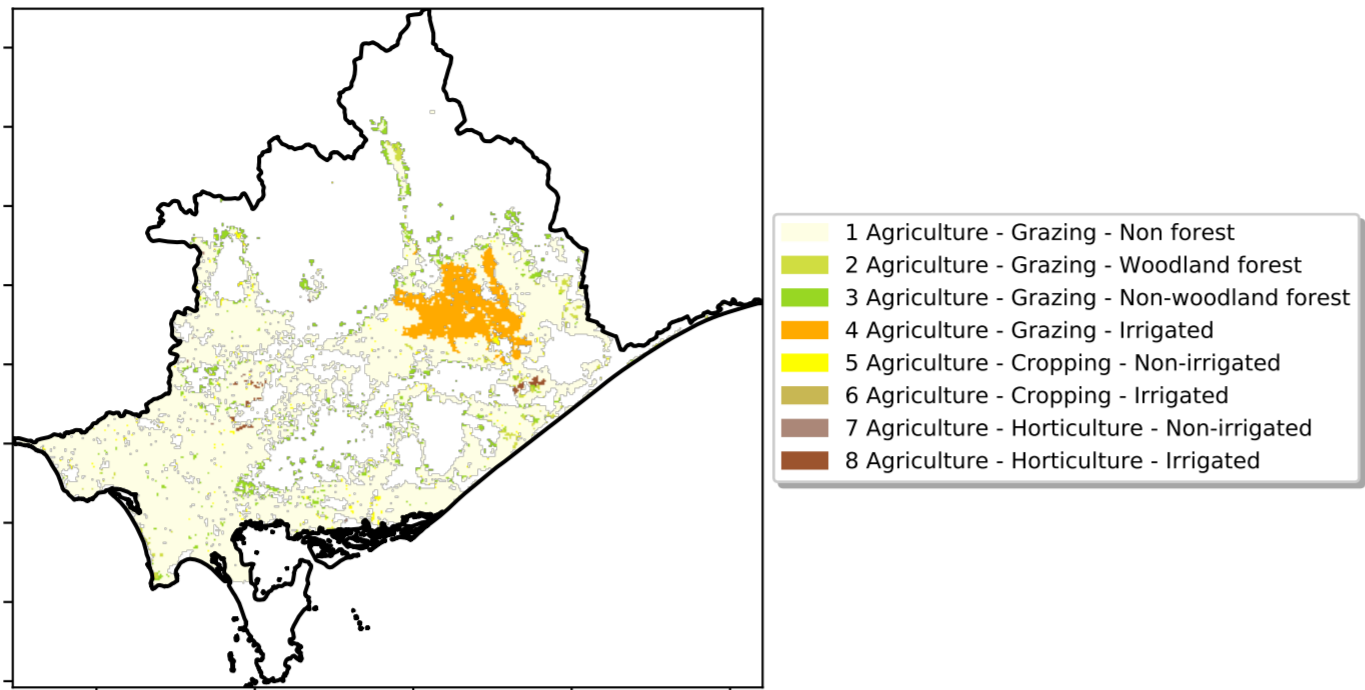 1 Agriculture - Grazing - Non forest
2 Agriculture - Grazing - Woodland forest
3 Agriculture - Grazing - Non-woodland forest
4 Agriculture - Grazing - Irrigated
5 Agriculture - Cropping - Non-irrigated
6 Agriculture - Cropping - Irrigated
7 Agriculture - Horticulture - Non-irrigated
8 Agriculture - Horticulture - Irrigated